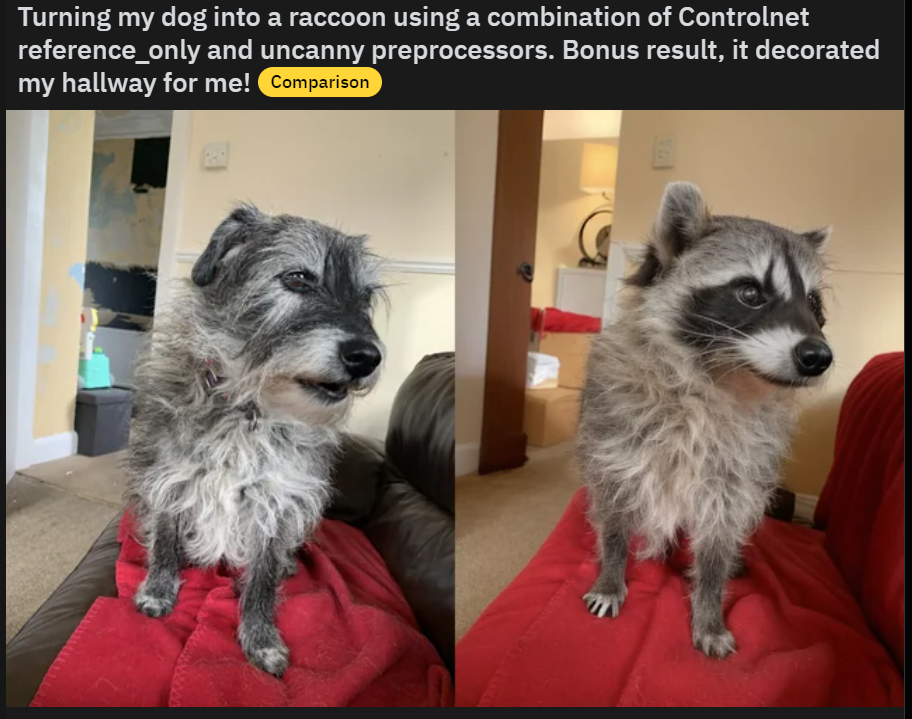 Turning my dog into a raccoon using a combination of Controlnet
reference_only and uncanny preprocessors. Bonus result, it decorated
my hallway for me! Comparison